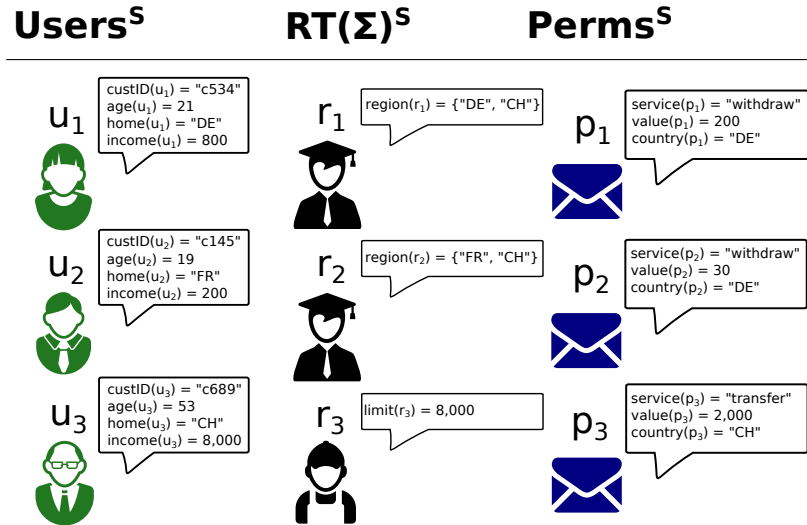 Users^S RT(Σ)^S Perms^S
u₁
custID(u₁) = "c534"
age(u₁) = 21
home(u₁) = "DE"
income(u₁) = 800
r₁
region(r₁) = {"DE", "CH"}
p₁
service(p₁) = "withdraw"
value(p₁) = 200
country(p₁) = "DE"
u₂
custID(u₂) = "c145"
age(u₂) = 19
home(u₂) = "FR"
income(u₂) = 200
r₂
region(r₂) = {"FR", "CH"}
p₂
service(p₂) = "withdraw"
value(p₂) = 30
country(p₂) = "DE"
u₃
custID(u₃) = "c689"
age(u₃) = 53
home(u₃) = "CH"
income(u₃) = 8,000
r₃
limit(r₃) = 8,000
p₃
service(p₃) = "transfer"
value(p₃) = 2,000
country(p₃) = "CH"